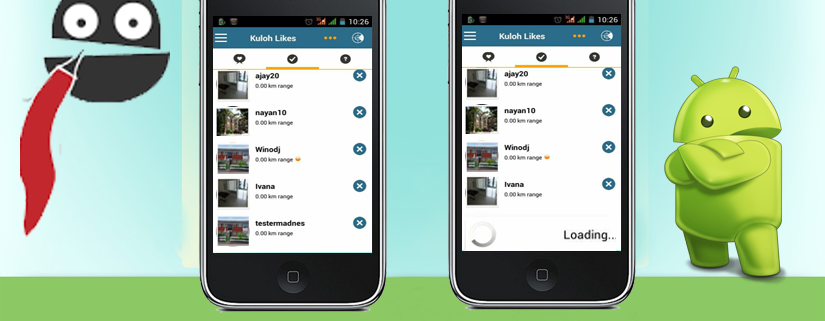 10:26
Kuloh Likes
ajay20
0.00 km range
nayan10
0.00 km range
Winodj
0.00 km range
Ivana
0.00 km range
testermadnes
0.00 km range
10:26
Kuloh Likes
ajay20
0.00 km range
nayan10
0.00 km range
Winodj
0.00 km range
Ivana
0.00 km range
Loading...